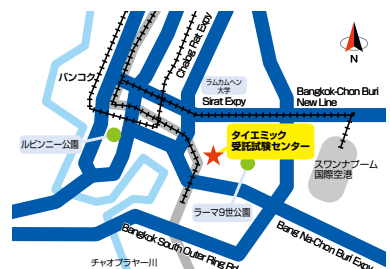 バンコク
Chalog Rat Expy
ラムカムヘン
大学
Sirat Expy
Bangkok-Chon Buri
New Line
N
ルピンニー公園
タイエミック
受託試験センター
スワンナプーム
国際空港
ラーマ9世公園
Bang Na-Chon Buri Expy
Bangkok South Outer Ring Rd
チャオプラヤー川